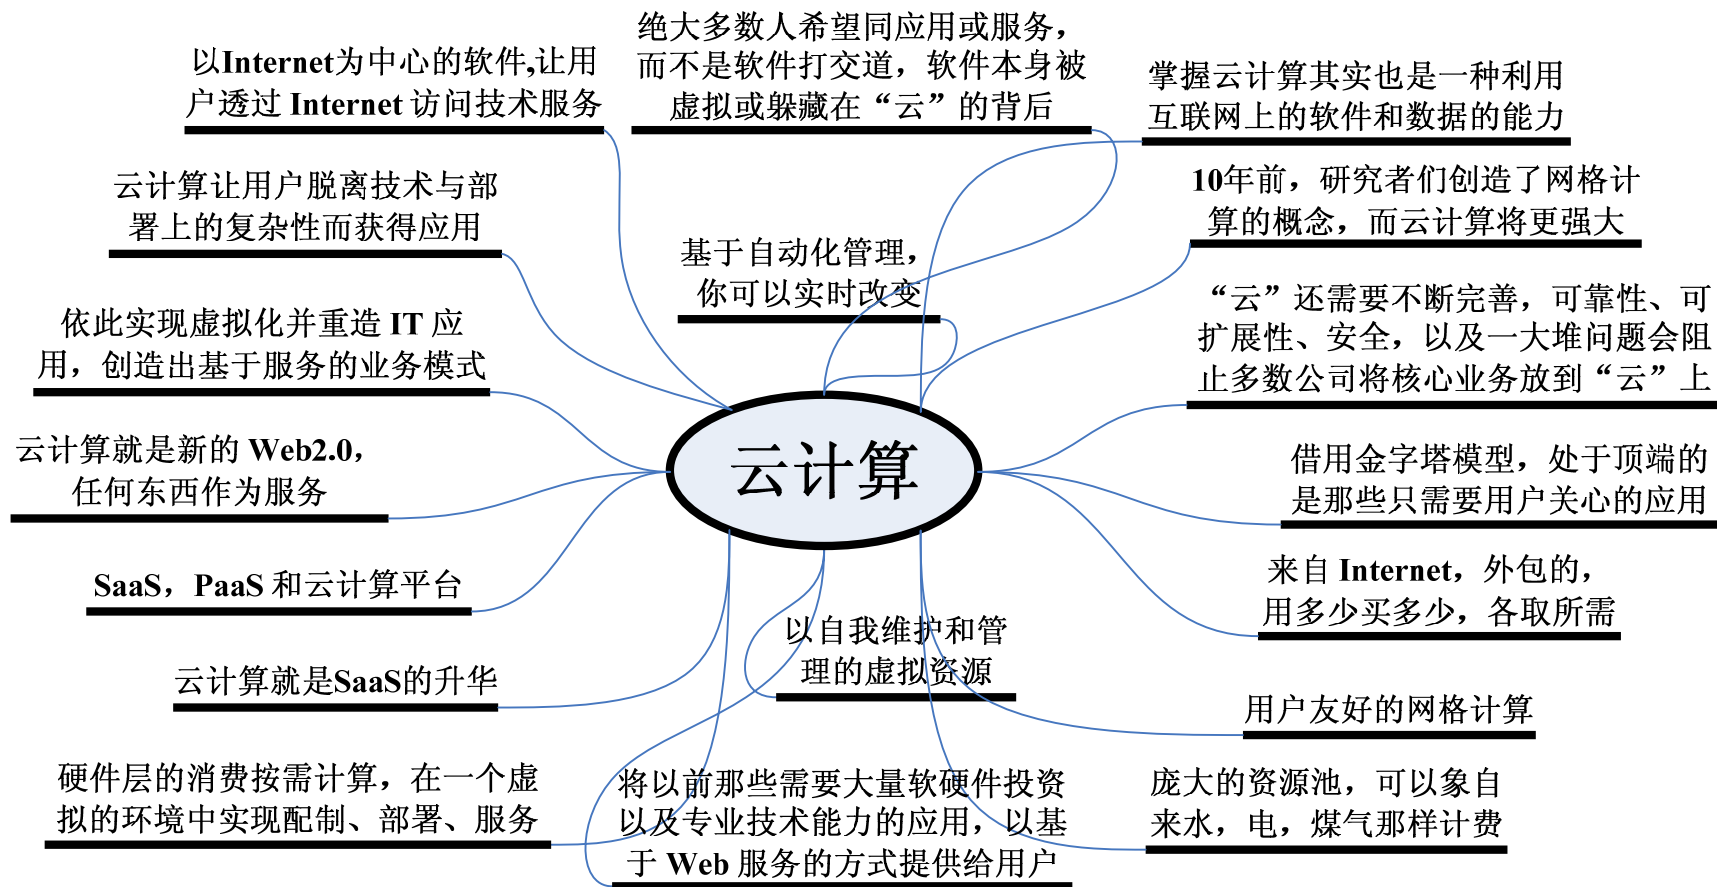 以Internet为中心的软件,让用
户透过 Internet 访问技术服务
绝大多数人希望同应用或服务，
而不是软件打交道，软件本身被
虚拟或躲藏在“云”的背后
掌握云计算其实也是一种利用
互联网上的软件和数据的能力
云计算让用户脱离技术与部
署上的复杂性而获得应用
基于自动化管理，
你可以实时改变
10年前，研究者们创造了网格计
算的概念，而云计算将更强大
依此实现虚拟化并重造 IT 应
用，创造出基于服务的业务模式
“云”还需要不断完善，可靠性、可
扩展性、安全，以及一大堆问题会阻
止多数公司将核心业务放到“云”上
云计算就是新的 Web2.0，
任何东西作为服务
云计算
借用金字塔模型，处于顶端的
是那些只需要用户关心的应用
SaaS，PaaS 和云计算平台
来自 Internet，外包的，
用多少买多少，各取所需
云计算就是SaaS的升华
以自我维护和管
理的虚拟资源
用户友好的网格计算
硬件层的消费按需计算，在一个虚
拟的环境中实现配制、部署、服务
将以前那些需要大量软硬件投资
以及专业技术能力的应用，以基
于 Web 服务的方式提供给用户
庞大的资源池，可以象自
来水，电，煤气那样计费